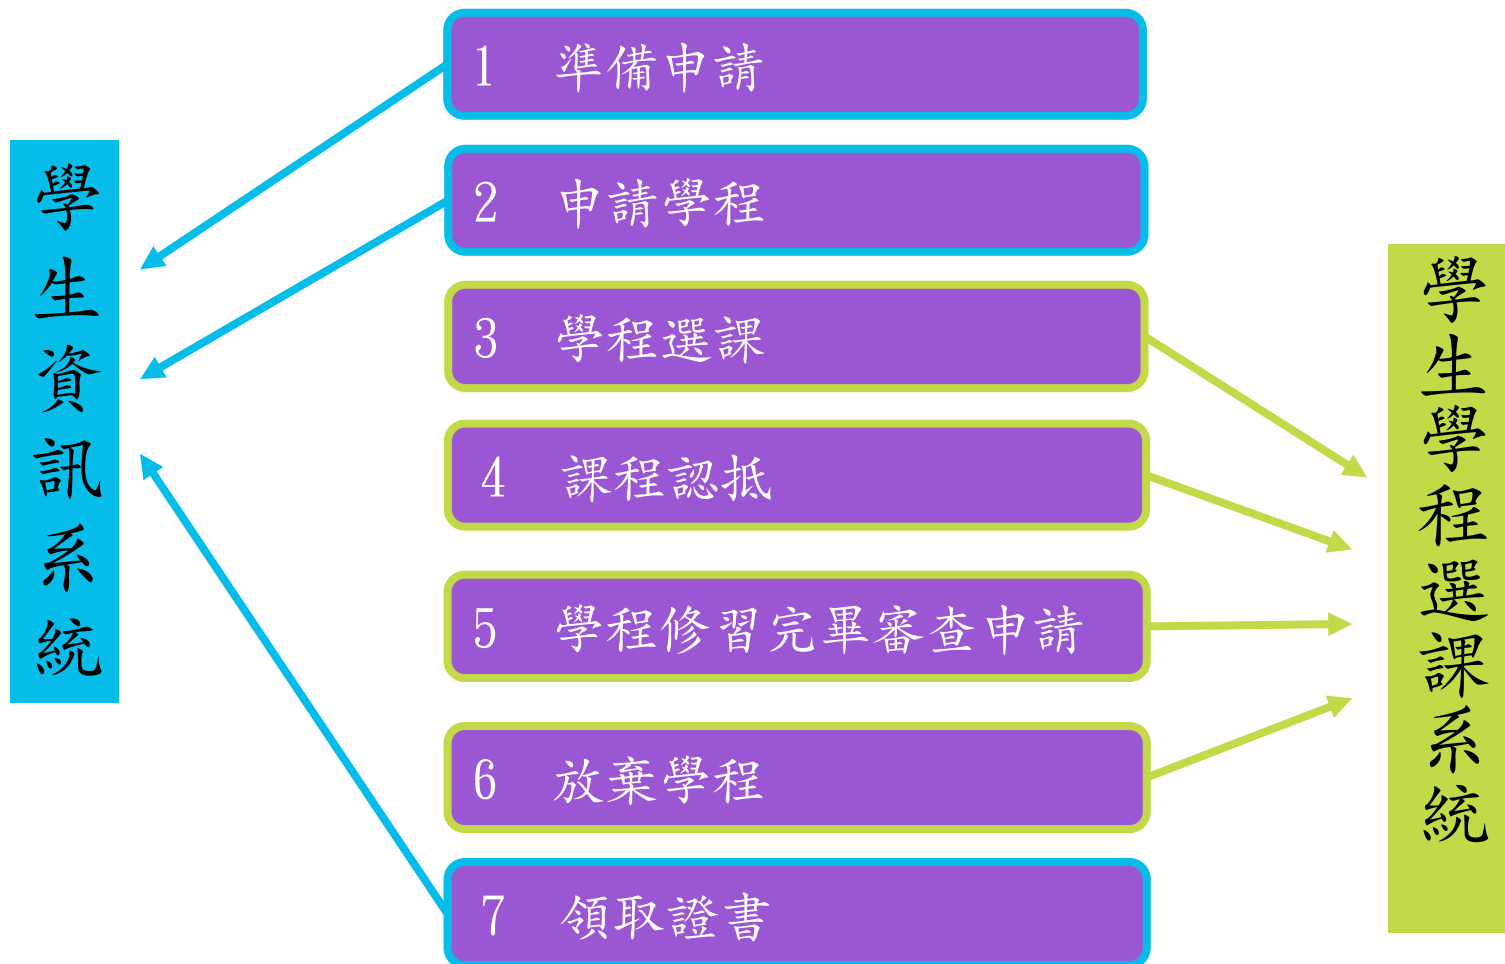 學生資訊系統
1 準備申請
2 申請學程
3 學程選課
4 課程認抵
5 學程修習完畢審查申請
6 放棄學程
7 領取證書
學生學程選課系統